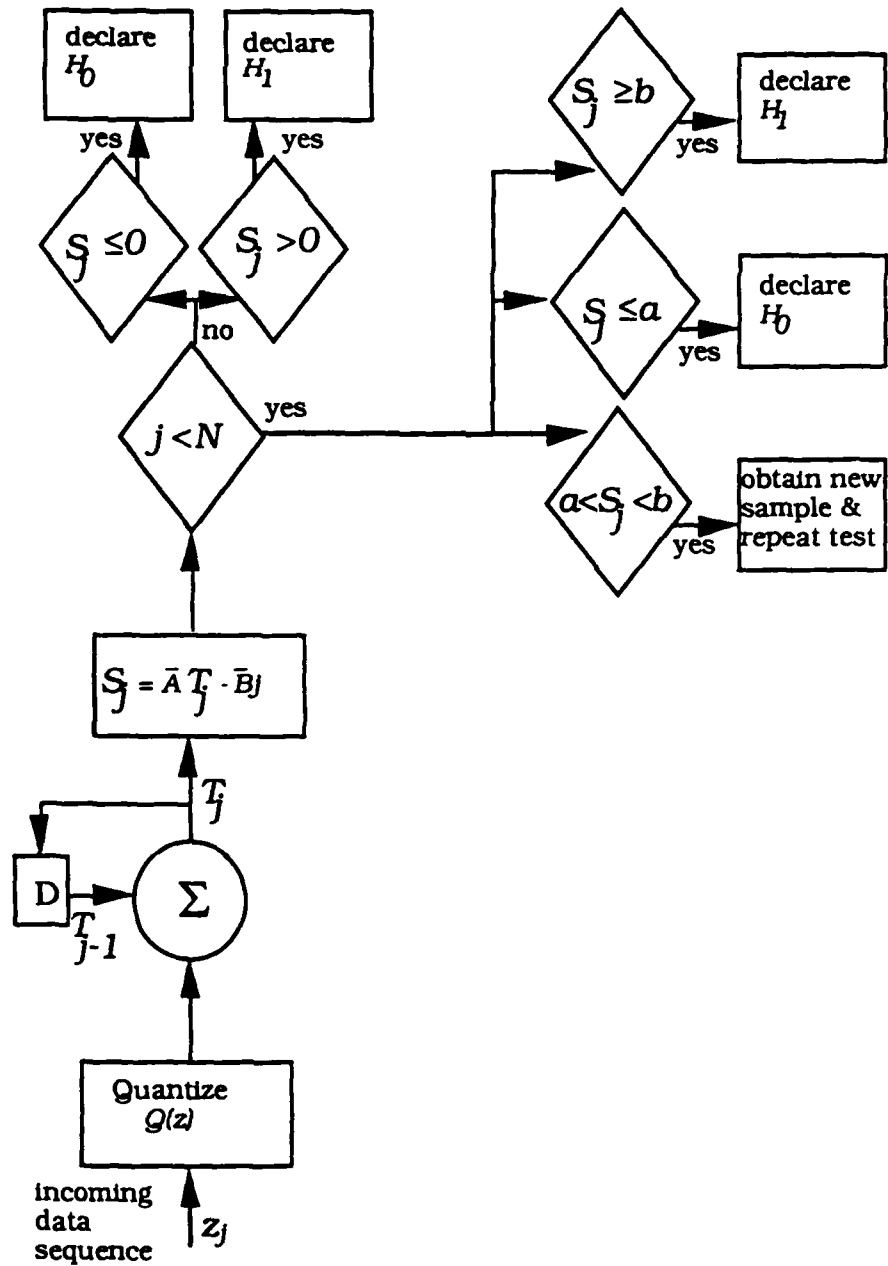 declare
H₀
declare
H₁
yes
yes
Sⱼ ≤0
Sⱼ >0
no
j <N
yes
Sⱼ ≥b
yes
declare
H₁
Sⱼ ≤a
yes
declare
H₀
a<Sⱼ <b
yes
obtain new
sample &
repeat test
Sⱼ = Ā Tⱼ - B̄j
Tⱼ
D
Σ
Tⱼ₋₁
Quantize
Q(z)
incoming
data
sequence
zⱼ